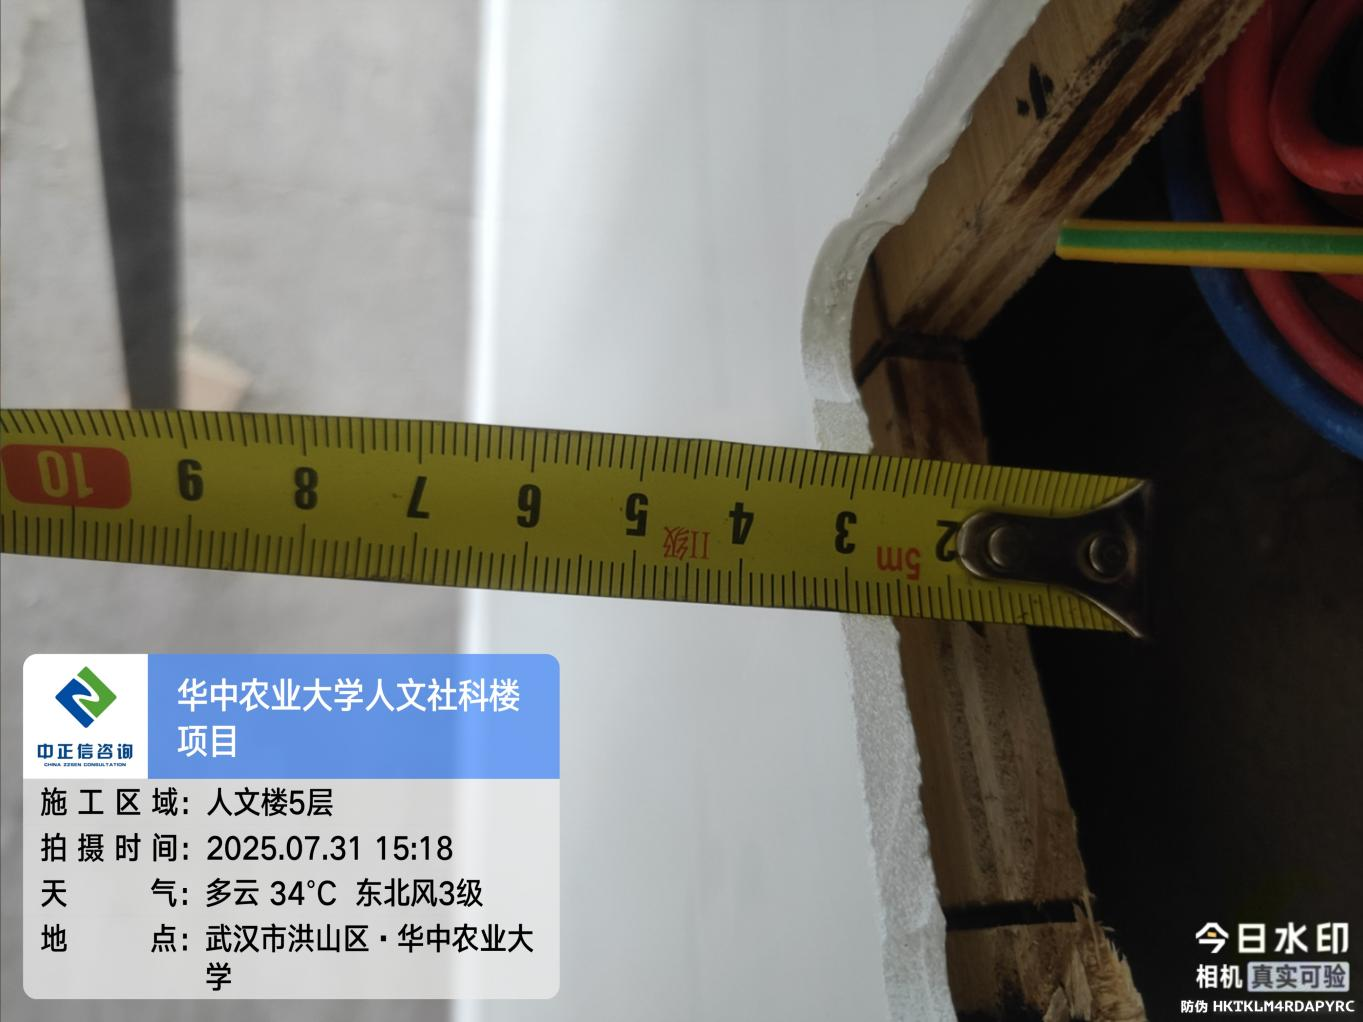 10 9 8 7 6 5 II级 4 3 5m 2
中正信咨询
CHINA ZZSEN CONSULTATION
华中农业大学人文社科楼
项目
施工区域：人文楼5层
拍摄时间：2025.07.31 15:18
天气：多云 34℃ 东北风3级
地点：武汉市洪山区·华中农业大
学
今日水印
相机 真实可验
防伪 HKTKLM4RDAPYRC